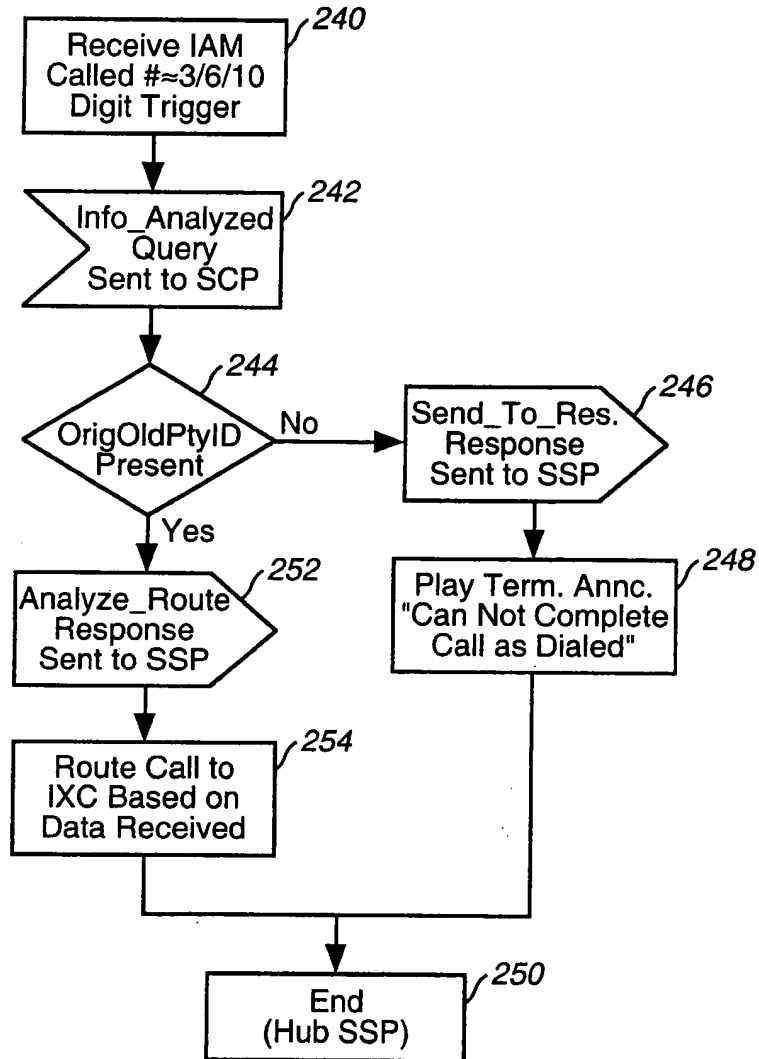 240
Receive IAM
Called #≈3/6/10
Digit Trigger
242
Info_Analyzed
Query
Sent to SCP
244
OrigOldPtyID
Present
No
Yes
246
Send_To_Res.
Response
Sent to SSP
248
Play Term. Annc.
"Can Not Complete
Call as Dialed"
252
Analyze_Route
Response
Sent to SSP
254
Route Call to
IXC Based on
Data Received
250
End
(Hub SSP)